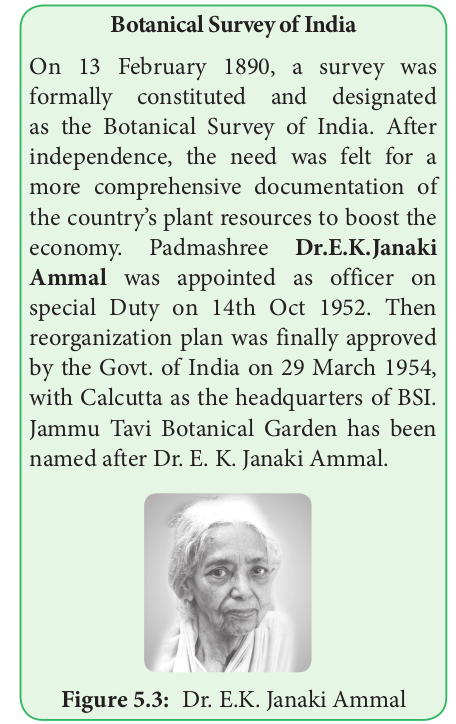 Botanical Survey of India
On 13 February 1890, a survey was
formally constituted and designated
as the Botanical Survey of India. After
independence, the need was felt for a
more comprehensive documentation of
the country's plant resources to boost the
economy. Padmashree Dr.E.K.Janaki
Ammal was appointed as officer on
special Duty on 14th Oct 1952. Then
reorganization plan was finally approved
by the Govt. of India on 29 March 1954,
with Calcutta as the headquarters of BSI.
Jammu Tavi Botanical Garden has been
named after Dr. E. K. Janaki Ammal.
Figure 5.3: Dr. E.K. Janaki Ammal